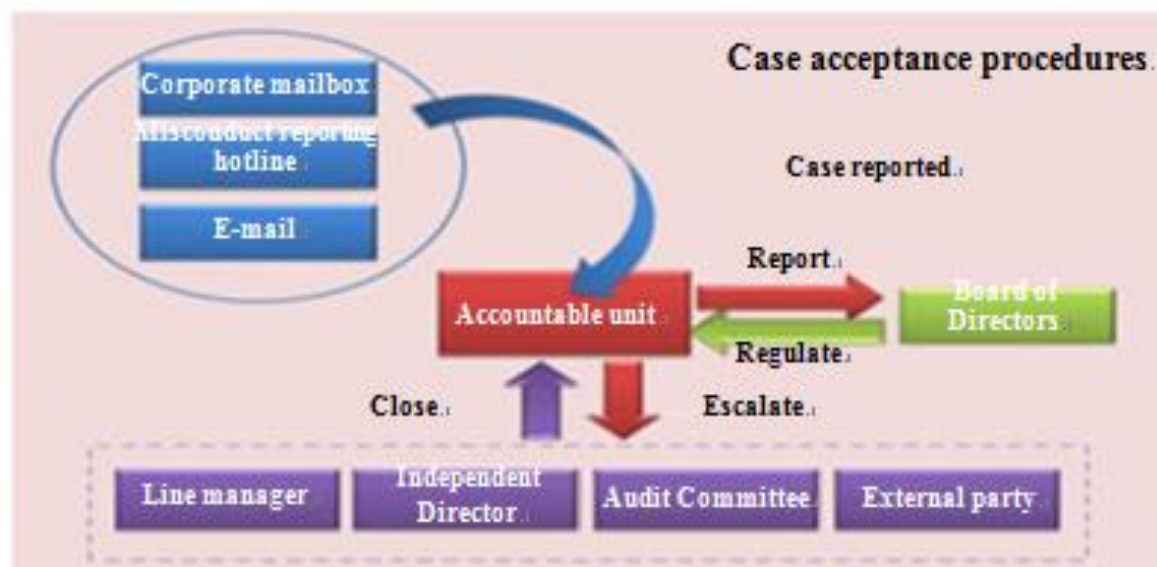 Case acceptance procedures
Corporate mailbox
Misconduct reporting
hotline
E-mail
Case reported
Report
Accountable unit
Board of
Directors
Regulate
Close
Escalate
Line manager
Independent
Director
Audit Committee
External party